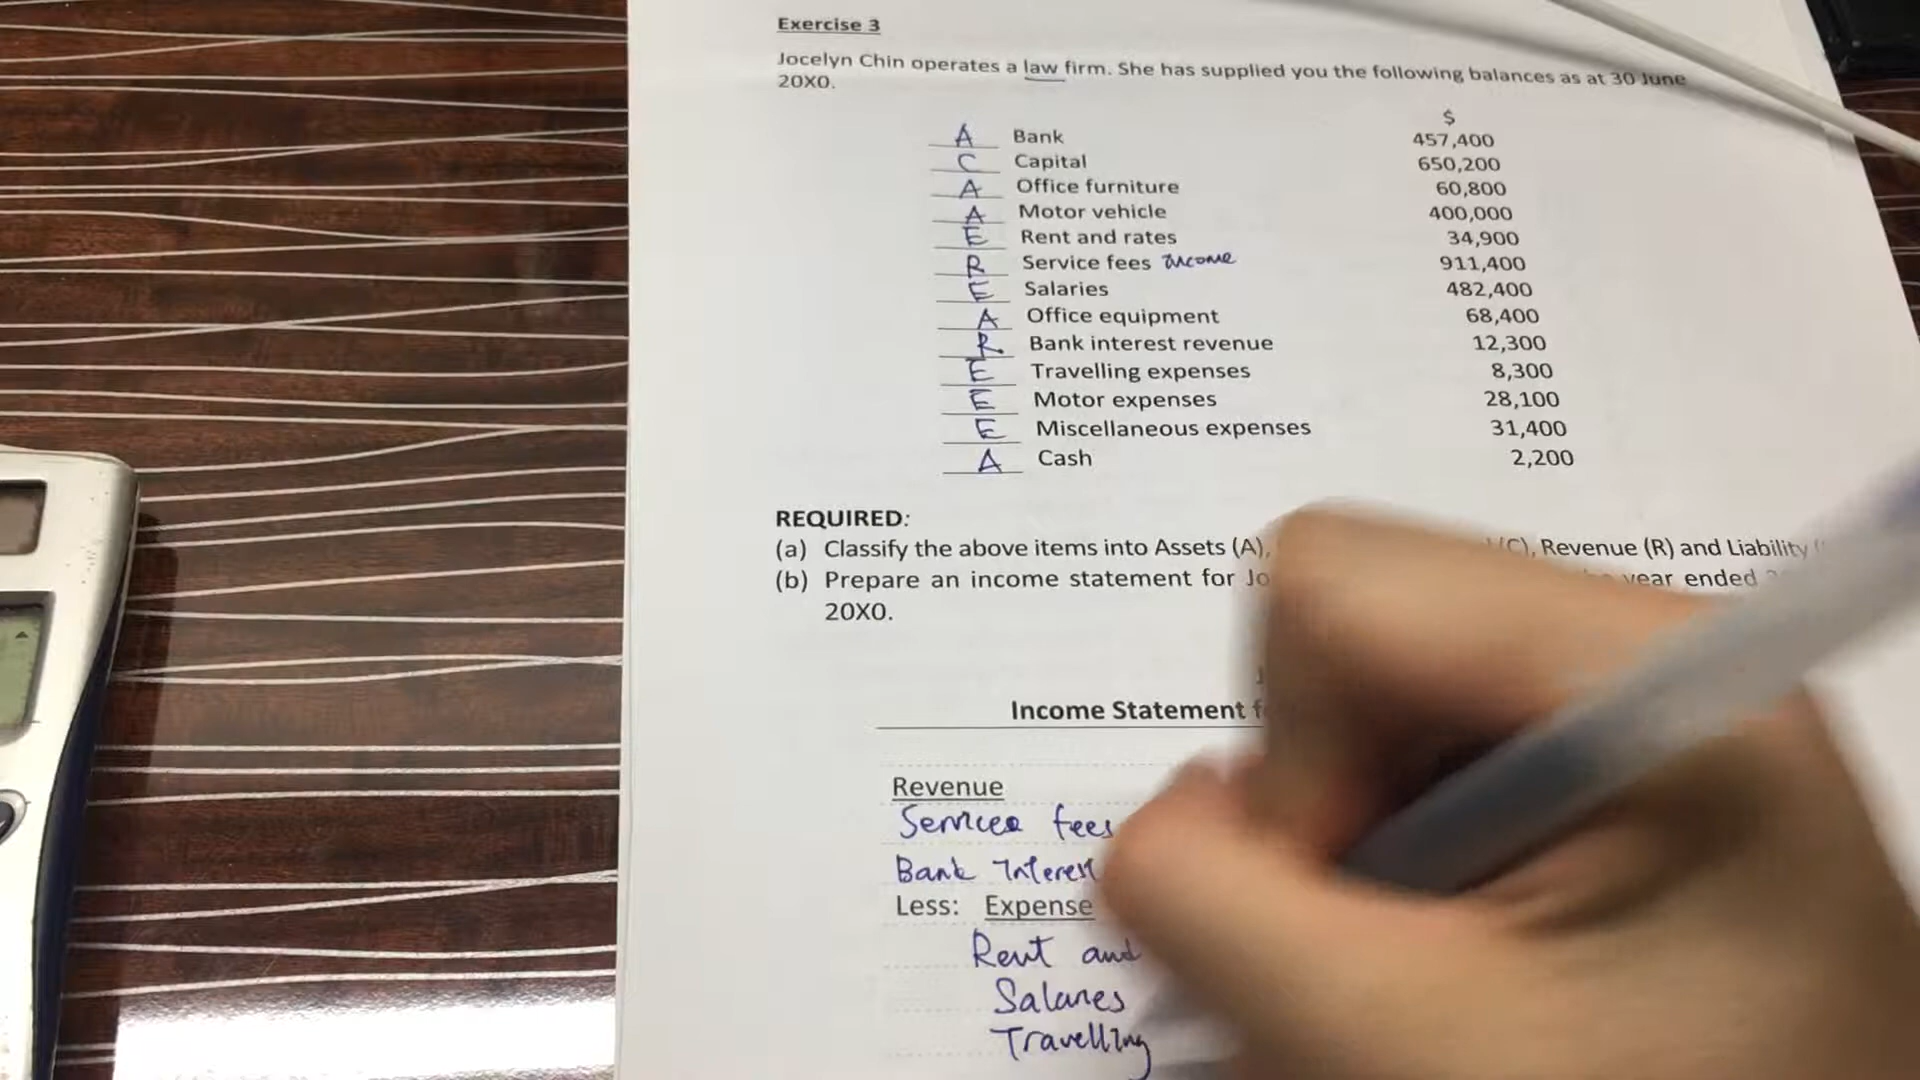 Exercise 3
Jocelyn Chin operates a law firm. She has supplied you the following balances as at 30 June
20X0.
$
A Bank 457,400
C Capital 650,200
A Office furniture 60,800
A Motor vehicle 400,000
E Rent and rates 34,900
R Service fees income 911,400
E Salaries 482,400
A Office equipment 68,400
R Bank interest revenue 12,300
E Travelling expenses 8,300
E Motor expenses 28,100
E Miscellaneous expenses 31,400
A Cash 2,200
REQUIRED:
(a) Classify the above items into Assets (A), (C), Revenue (R) and Liability
(b) Prepare an income statement for Jo year ended
20X0.
Income Statement
Revenue
Services fees
Bank Interest
Less: Expense
Rent and
Salaries
Travelling